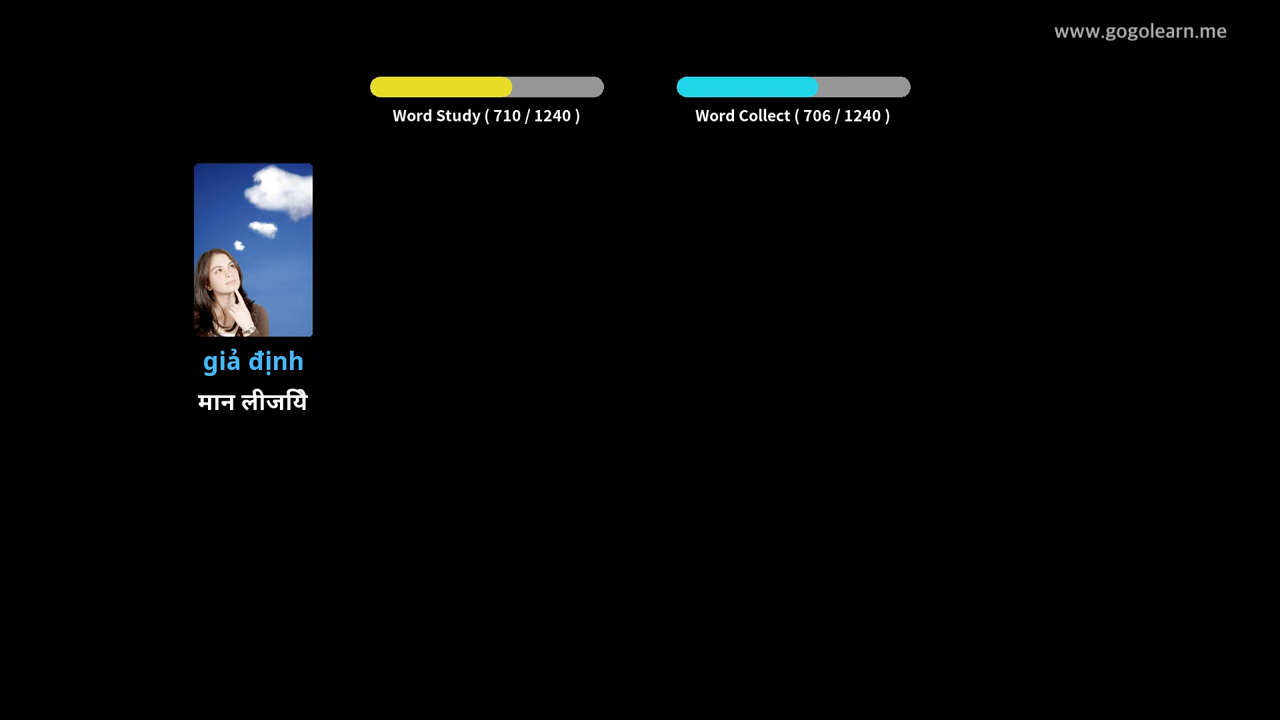 www.gogolearn.me
Word Study ( 710 / 1240 )
Word Collect ( 706 / 1240 )
giả định
मान लीजिये